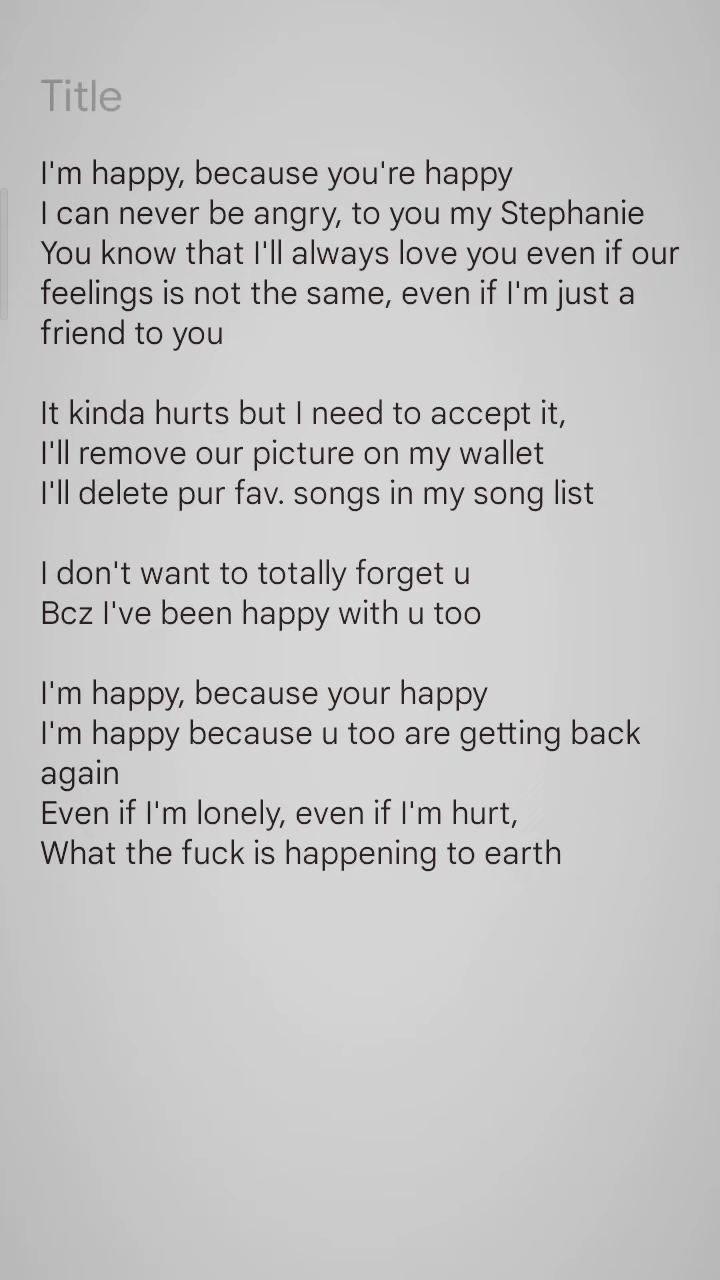 Title
I'm happy, because you're happy
I can never be angry, to you my Stephanie
You know that I'll always love you even if our
feelings is not the same, even if I'm just a
friend to you
It kinda hurts but I need to accept it,
I'll remove our picture on my wallet
I'll delete pur fav. songs in my song list
I don't want to totally forget u
Bcz I've been happy with u too
I'm happy, because your happy
I'm happy because u too are getting back
again
Even if I'm lonely, even if I'm hurt,
What the fuck is happening to earth